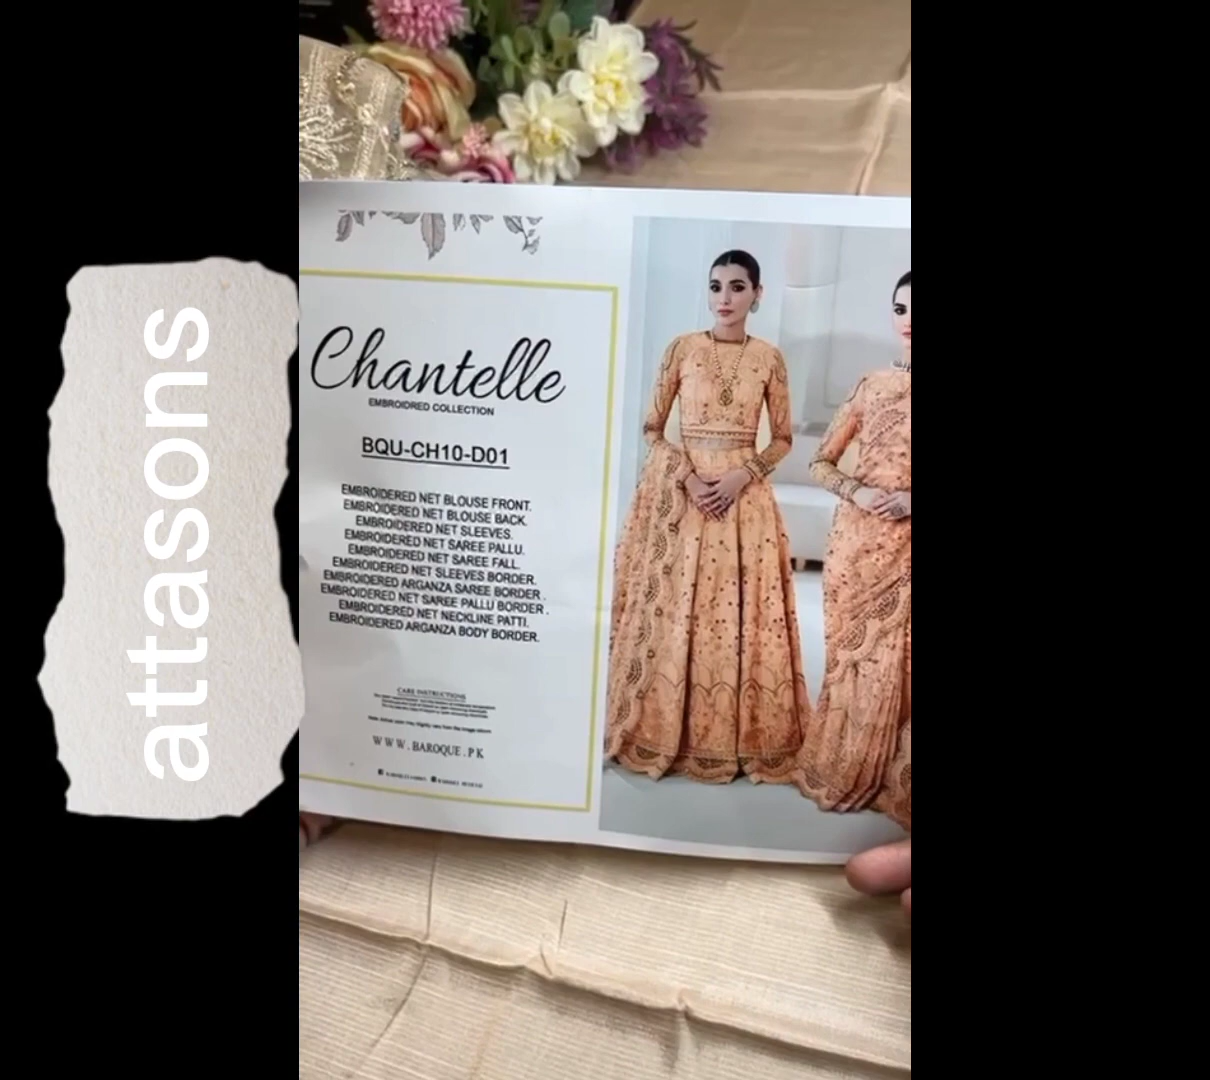 attasons
Chantelle
EMBROIDRED COLLECTION
BQU-CH10-D01
EMBROIDERED NET BLOUSE FRONT.
EMBROIDERED NET BLOUSE BACK.
EMBROIDERED NET SLEEVES.
EMBROIDERED NET SAREE PALLU.
EMBROIDERED NET SAREE FALL.
EMBROIDERED NET SLEEVES BORDER.
EMBROIDERED ARGANZA SAREE BORDER .
EMBROIDERED NET SAREE PALLU BORDER .
EMBROIDERED NET NECKLINE PATTI.
EMBROIDERED ARGANZA BODY BORDER.
CARE INSTRUCTIONS
WWW.BAROQUE.PK